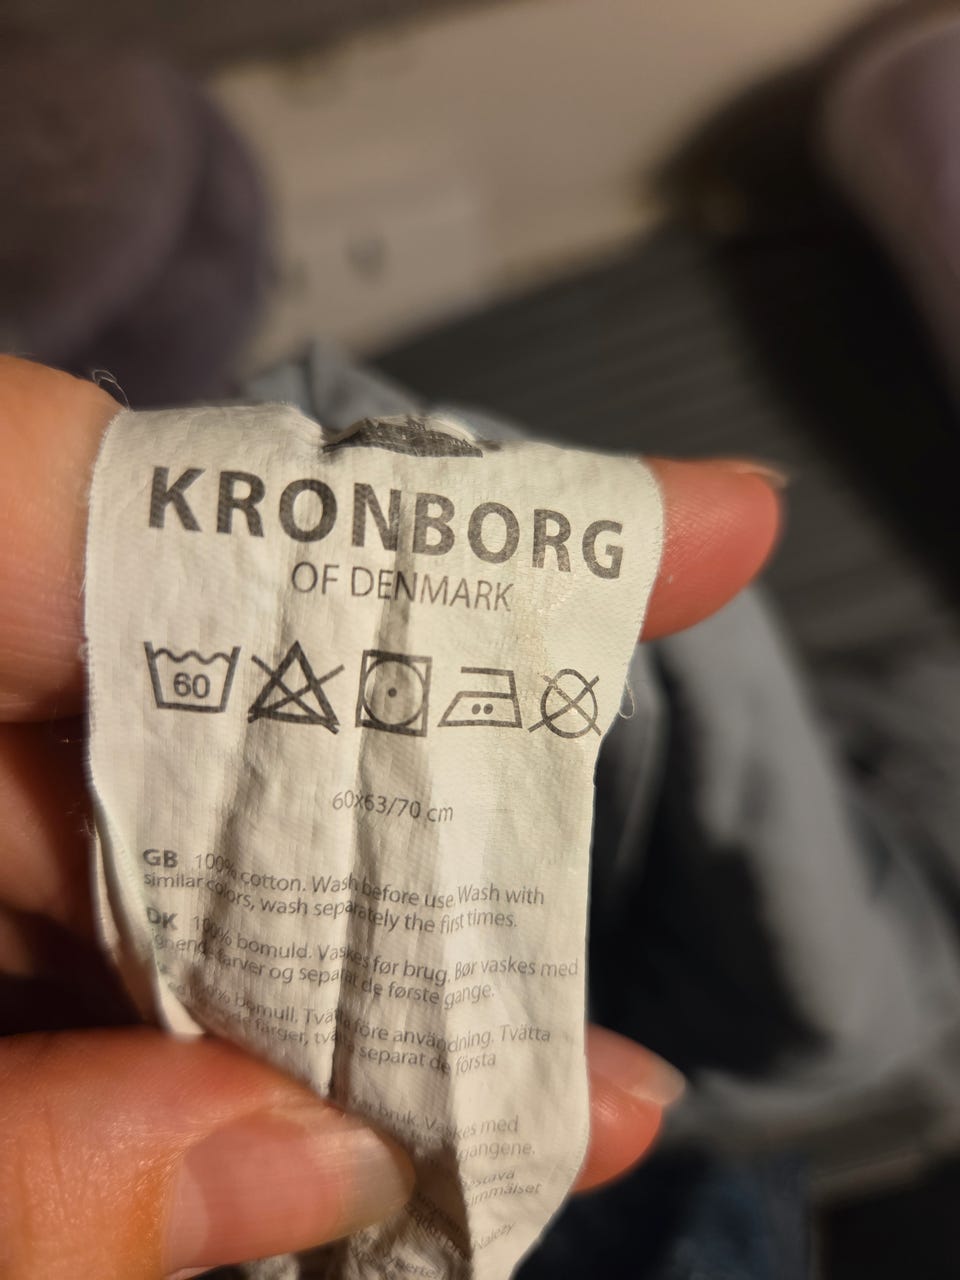 KRONBORG
OF DENMARK
60
60x63/70 cm
GB 100% cotton. Wash before use. Wash with
similar colors, wash separately the first times.
DK 100% bomuld. Vaskes før brug. Bør vaskes med
farver og separat de første gange.
bomull. Tvätta före användning. Tvätta
färger, tvätta separat de första
bruk. Vaskes med
gangene.